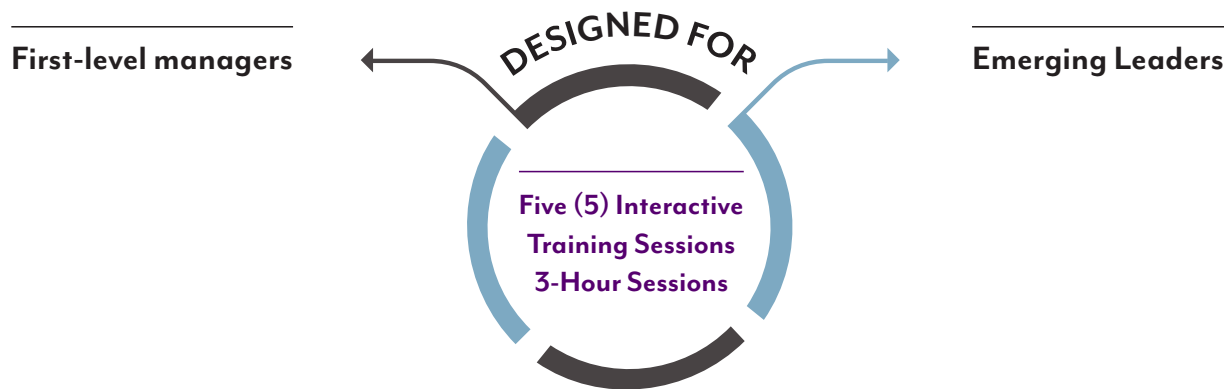 DESIGNED FOR
First-level managers
Emerging Leaders
Five (5) Interactive
Training Sessions
3-Hour Sessions